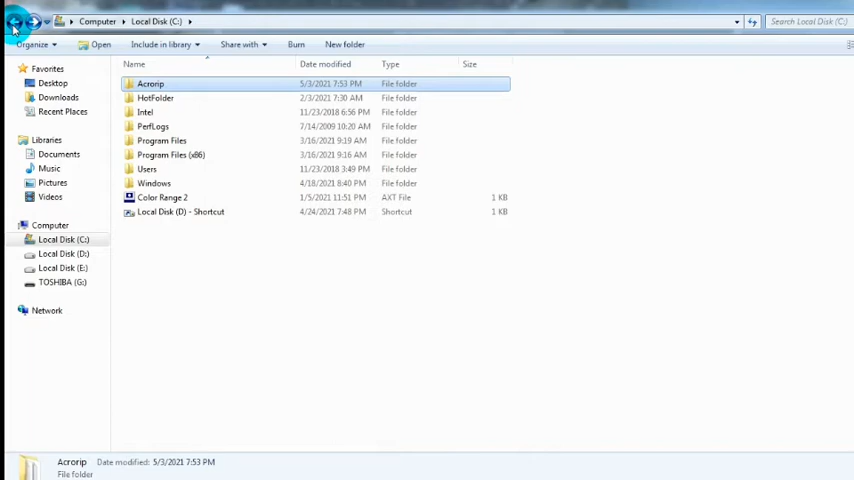 Computer Local Disk (C:) Search Local Disk (C:)
Organize Open Include in library Share with Burn New folder
Favorites
Desktop
Downloads
Recent Places
Libraries
Documents
Music
Pictures
Videos
Computer
Local Disk (C:)
Local Disk (D:)
Local Disk (E:)
TOSHIBA (G:)
Network
Name Date modified Type Size
Acrorip 5/3/2021 7:53 PM File folder
HotFolder 2/3/2021 7:30 AM File folder
Intel 11/23/2018 6:56 PM File folder
PerfLogs 7/14/2009 10:20 AM File folder
Program Files 3/16/2021 9:19 AM File folder
Program Files (x86) 3/16/2021 9:16 AM File folder
Users 11/23/2018 3:49 PM File folder
Windows 4/18/2021 8:40 PM File folder
Color Range 2 1/5/2021 11:51 PM AXT File 1 KB
Local Disk (D) - Shortcut 4/24/2021 7:48 PM Shortcut 1 KB
Acrorip Date modified: 5/3/2021 7:53 PM
File folder